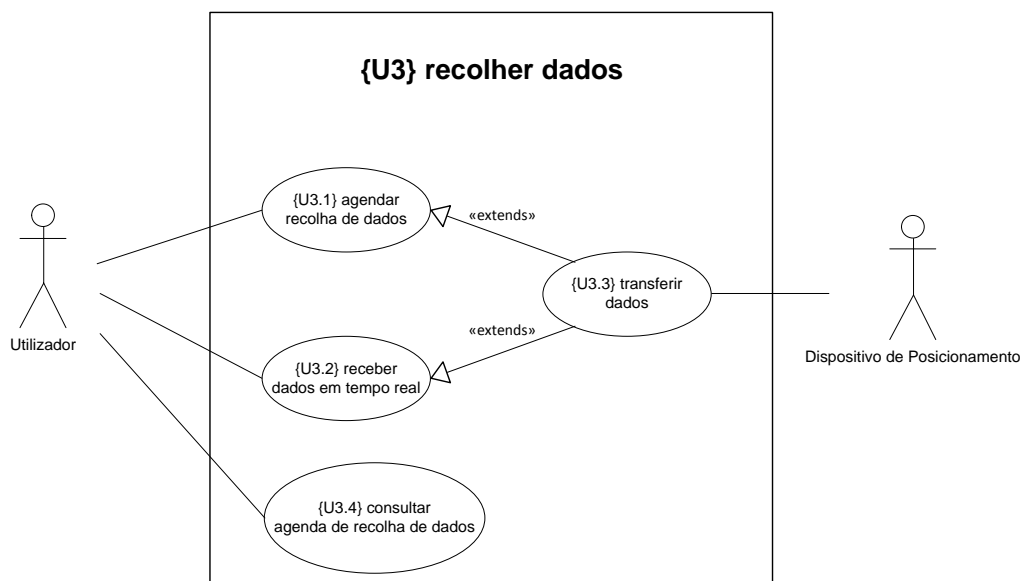 {U3} recolher dados
{U3.1} agendar
recolha de dados
«extends»
{U3.3} transferir
dados
«extends»
Utilizador
Dispositivo de Posicionamento
{U3.2} receber
dados em tempo real
{U3.4} consultar
agenda de recolha de dados